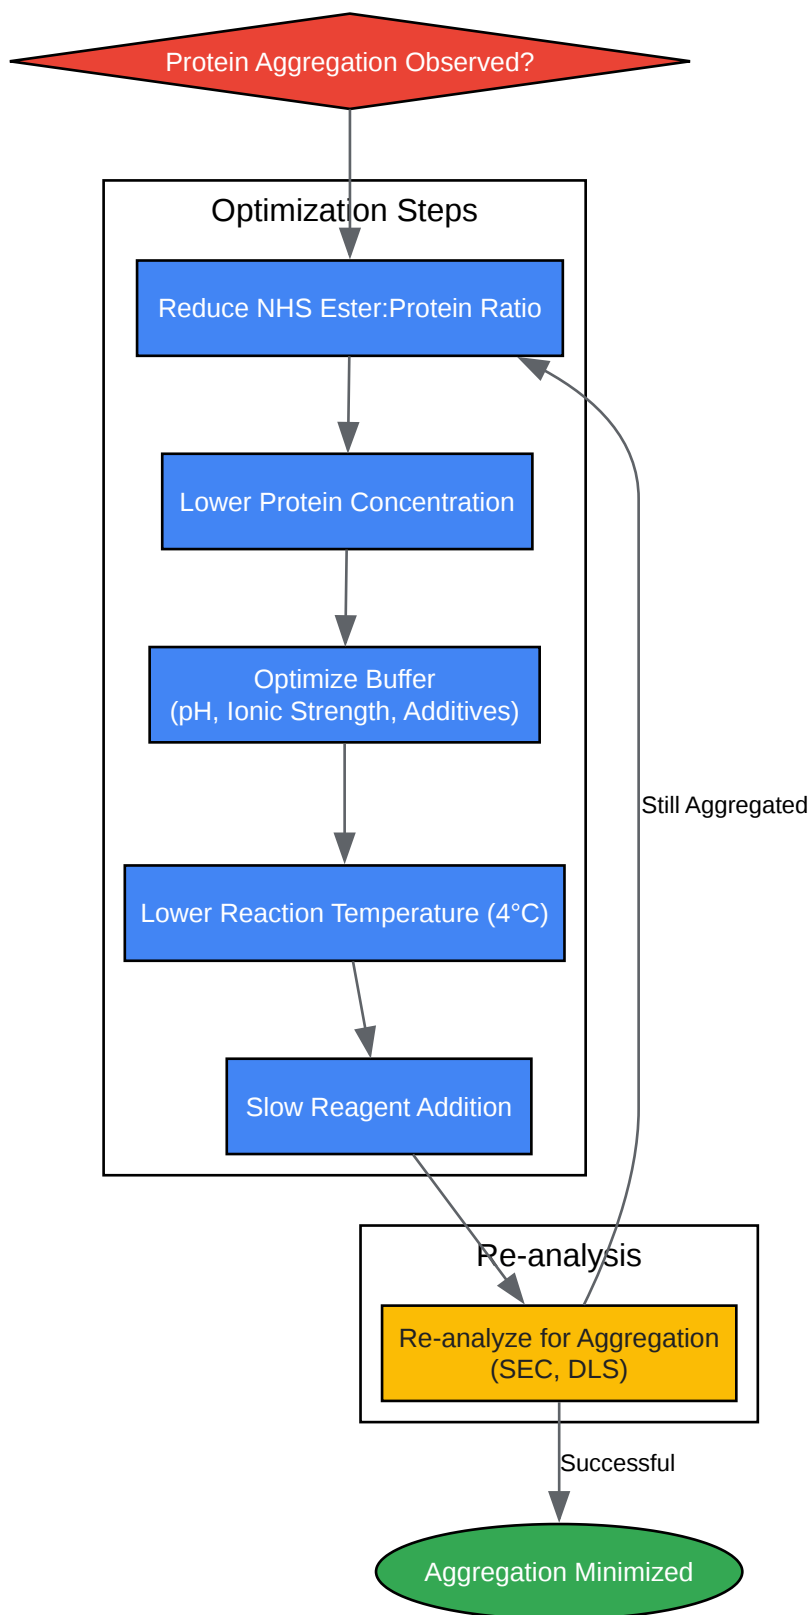 Protein Aggregation Observed?
Optimization Steps
Reduce NHS Ester:Protein Ratio
Lower Protein Concentration
Optimize Buffer
(pH, Ionic Strength, Additives)
Still Aggregated
Lower Reaction Temperature (4°C)
Slow Reagent Addition
Re-analysis
Re-analyze for Aggregation
(SEC, DLS)
Successful
Aggregation Minimized